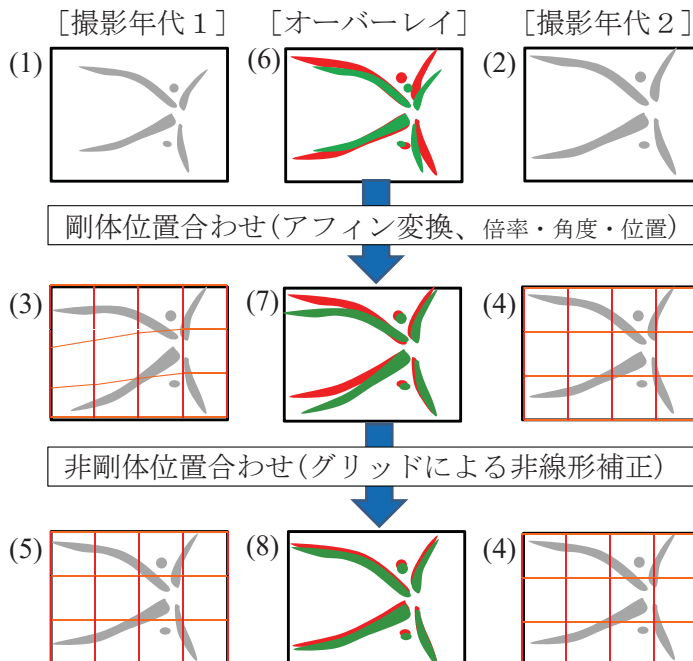 ［撮影年代１］ ［オーバーレイ］ ［撮影年代２］
(1) (6) (2)
剛体位置合わせ(アフィン変換、倍率・角度・位置)
(3) (7) (4)
非剛体位置合わせ(グリッドによる非線形補正)
(5) (8) (4)